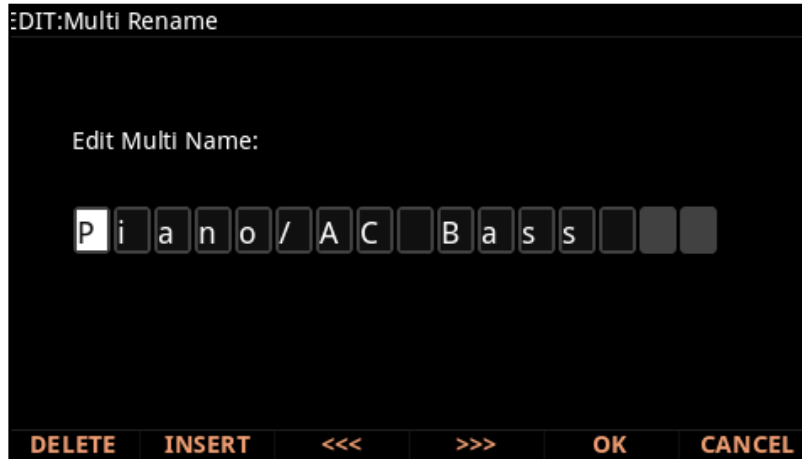 EDIT:Multi Rename
Edit Multi Name:
Piano/AC Bass
DELETE INSERT <<< >>> OK CANCEL